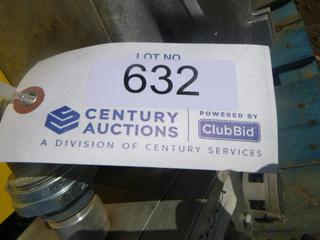 LOT NO.
632
CENTURY
AUCTIONS
POWERED BY
ClubBid
A DIVISION OF CENTURY SERVICES